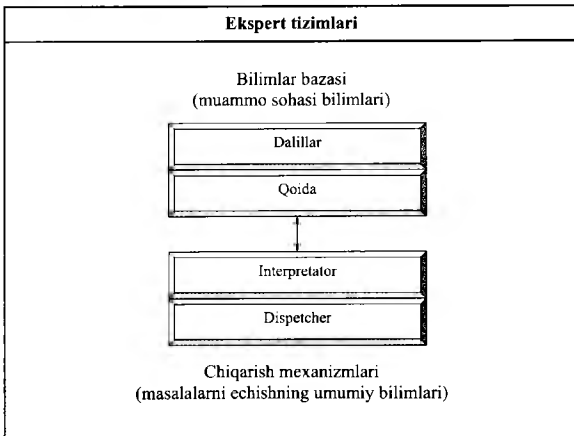 Ekspert tizimlari
Bilimlar bazasi
(muammo sohasi bilimlari)
Dalillar
Qoida
Interpretator
Dispetcher
Chiqarish mexanizmlari
(masalalarni echishning umumiy bilimlari)